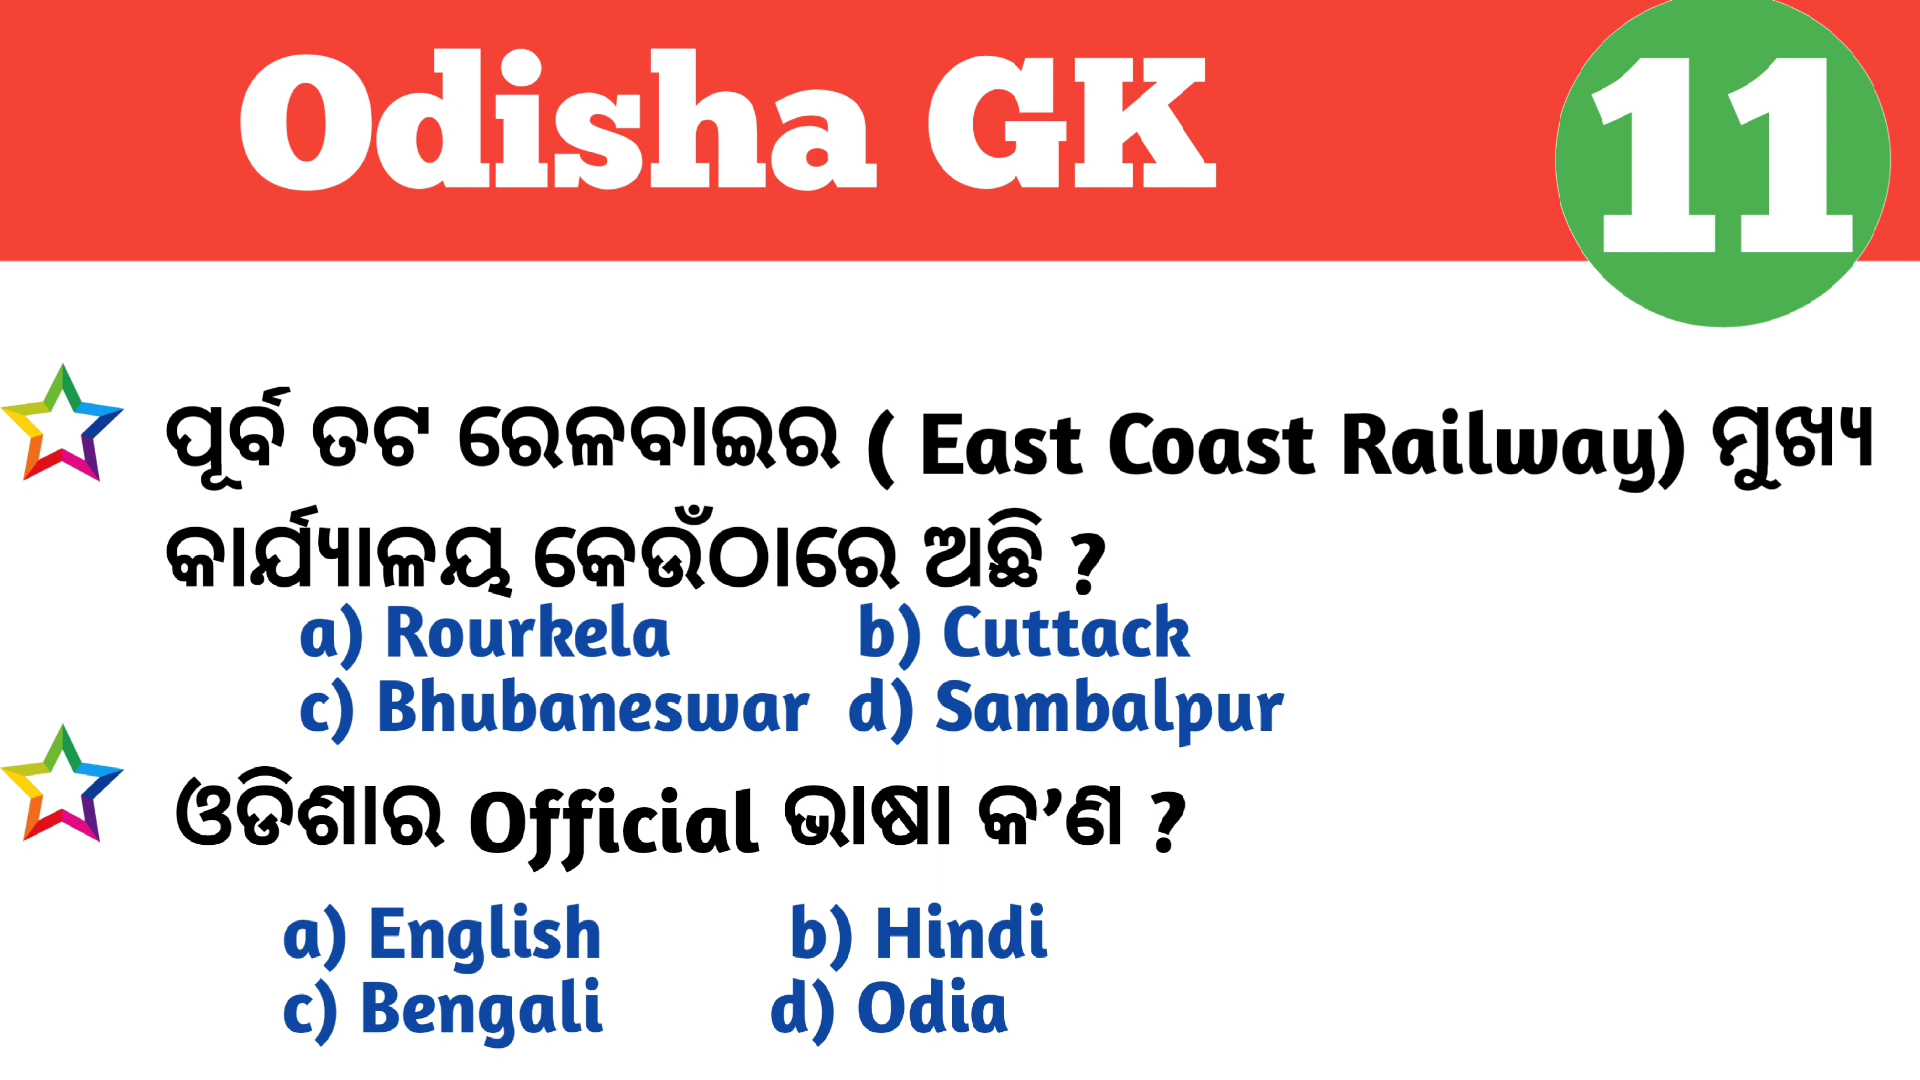 Odisha GK
11
ପୂର୍ବ ତଟ ରେଳବାଇର ( East Coast Railway) ମୁଖ୍ୟ
କାର୍ଯ୍ୟାଳୟ କେଉଁଠାରେ ଅଛି ?
a) Rourkela b) Cuttack
c) Bhubaneswar d) Sambalpur
ଓଡିଶାର Official ଭାଷା କ’ଣ ?
a) English b) Hindi
c) Bengali d) Odia